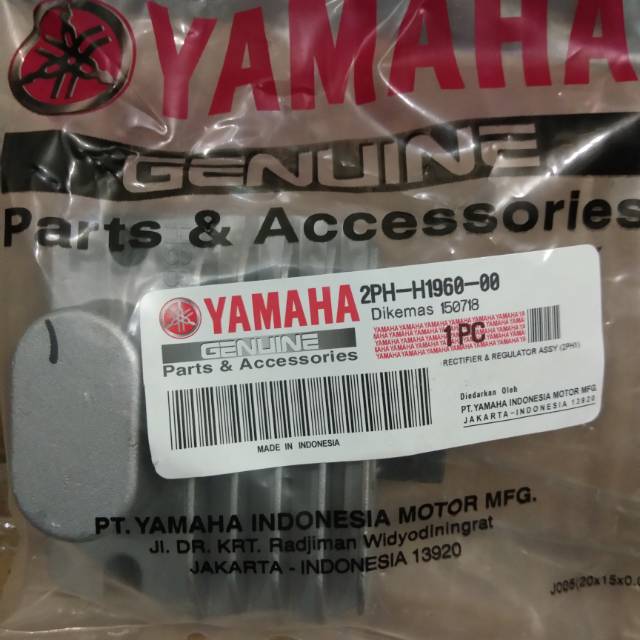 YAMAHA
GENUINE
Parts & Accessories
YAMAHA
GENUINE
Parts & Accessories
2PH-H1960-00
Dikemas 150718
1 PC
RECTIFIER & REGULATOR ASSY (2PH1)
Diedarkan Oleh
PT. YAMAHA INDONESIA MOTOR MFG.
JAKARTA-INDONESIA 13920
MADE IN INDONESIA
PT. YAMAHA INDONESIA MOTOR MFG.
Jl. DR. KRT. Radjiman Widyodiningrat
JAKARTA - INDONESIA 13920